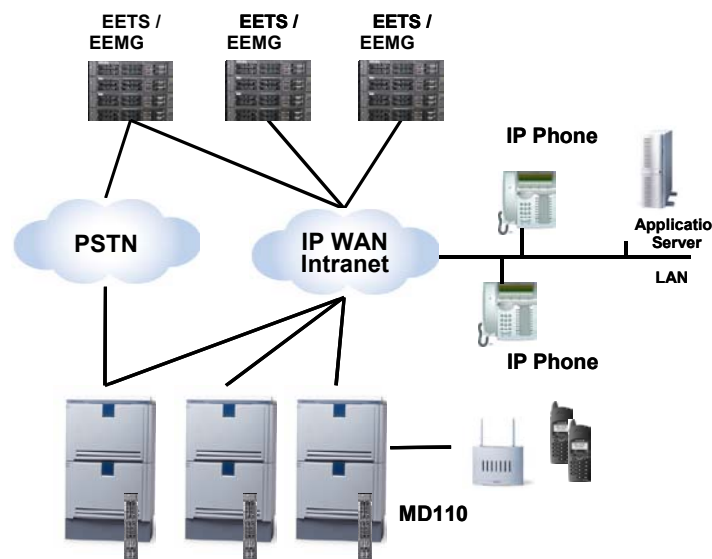 EETS /
EEMG
EETS /
EEMG
EETS /
EEMG
IP Phone
Applicatio
Server
PSTN
IP WAN
Intranet
LAN
IP Phone
MD110